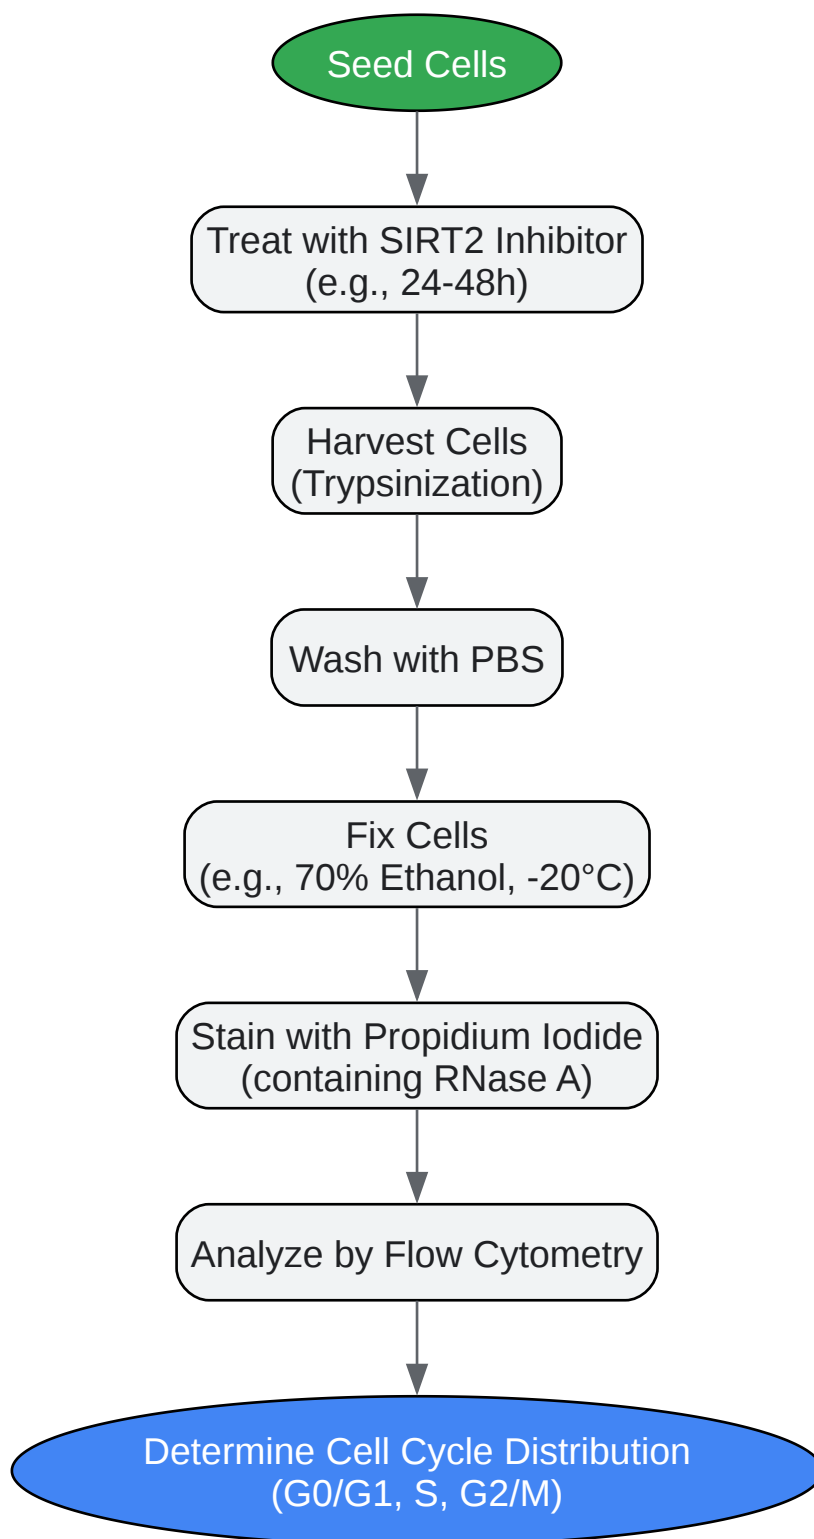 Seed Cells
Treat with SIRT2 Inhibitor
(e.g., 24-48h)
Harvest Cells
(Trypsinization)
Wash with PBS
Fix Cells
(e.g., 70% Ethanol, -20°C)
Stain with Propidium Iodide
(containing RNase A)
Analyze by Flow Cytometry
Determine Cell Cycle Distribution
(G0/G1, S, G2/M)